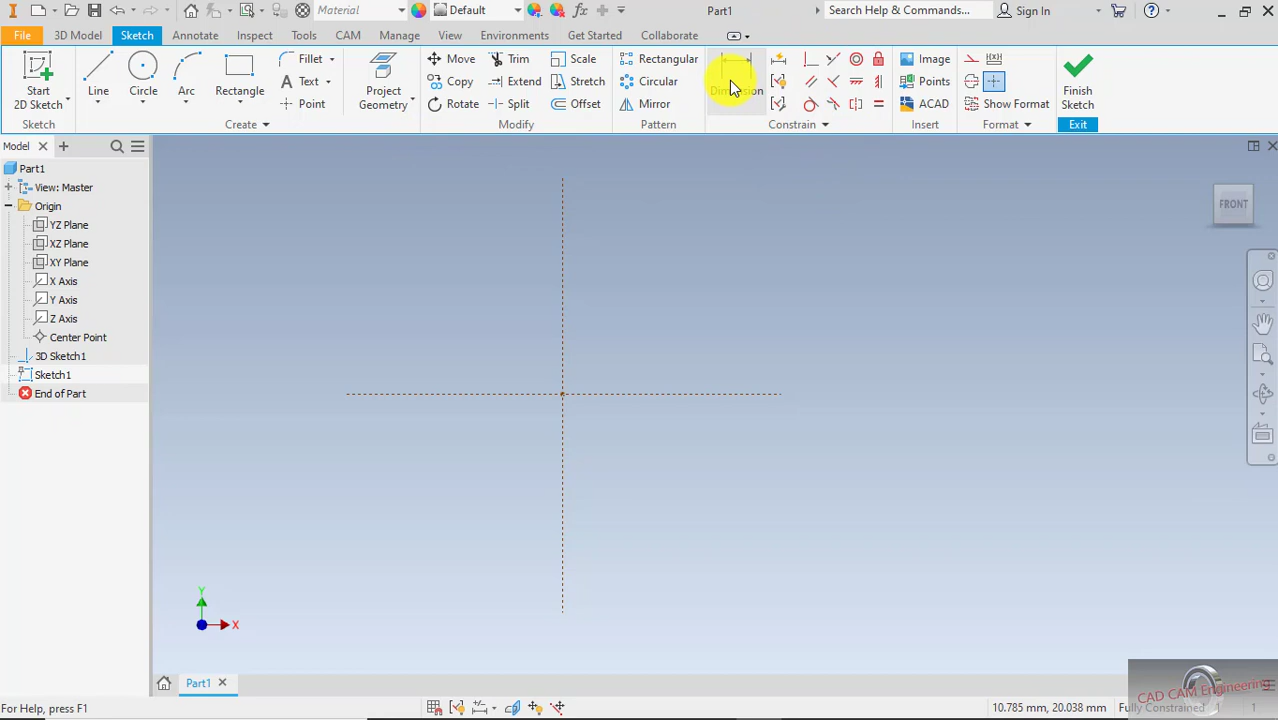 Material
Default
fx
Part1
Search Help & Commands...
Sign In
?
File
3D Model
Sketch
Annotate
Inspect
Tools
CAM
Manage
View
Environments
Get Started
Collaborate
Start
2D Sketch
Line
Circle
Arc
Rectangle
Fillet
Text
Point
Project
Geometry
Move
Copy
Rotate
Trim
Extend
Split
Scale
Stretch
Offset
Rectangular
Circular
Mirror
Dimension
Image
Points
ACAD
Show Format
Finish
Sketch
Sketch
Create
Modify
Pattern
Constrain
Insert
Format
Exit
Model
Part1
View: Master
Origin
YZ Plane
XZ Plane
XY Plane
X Axis
Y Axis
Z Axis
Center Point
3D Sketch1
Sketch1
End of Part
FRONT
Y
X
Part1
CAD CAM Engineering
For Help, press F1
10.785 mm, 20.038 mm
Fully Constrained
1
1